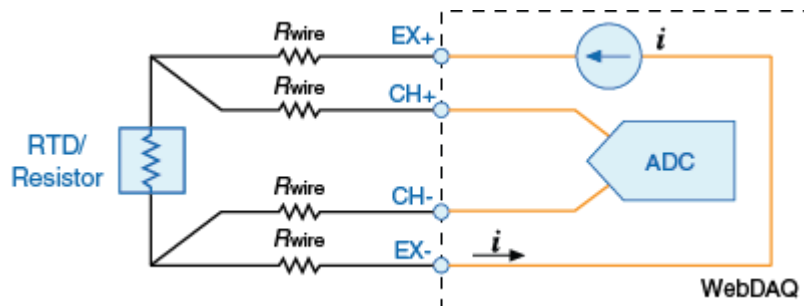 Rwire
EX+
i
Rwire
CH+
RTD/
Resistor
ADC
Rwire
CH-
Rwire
EX-
i
WebDAQ